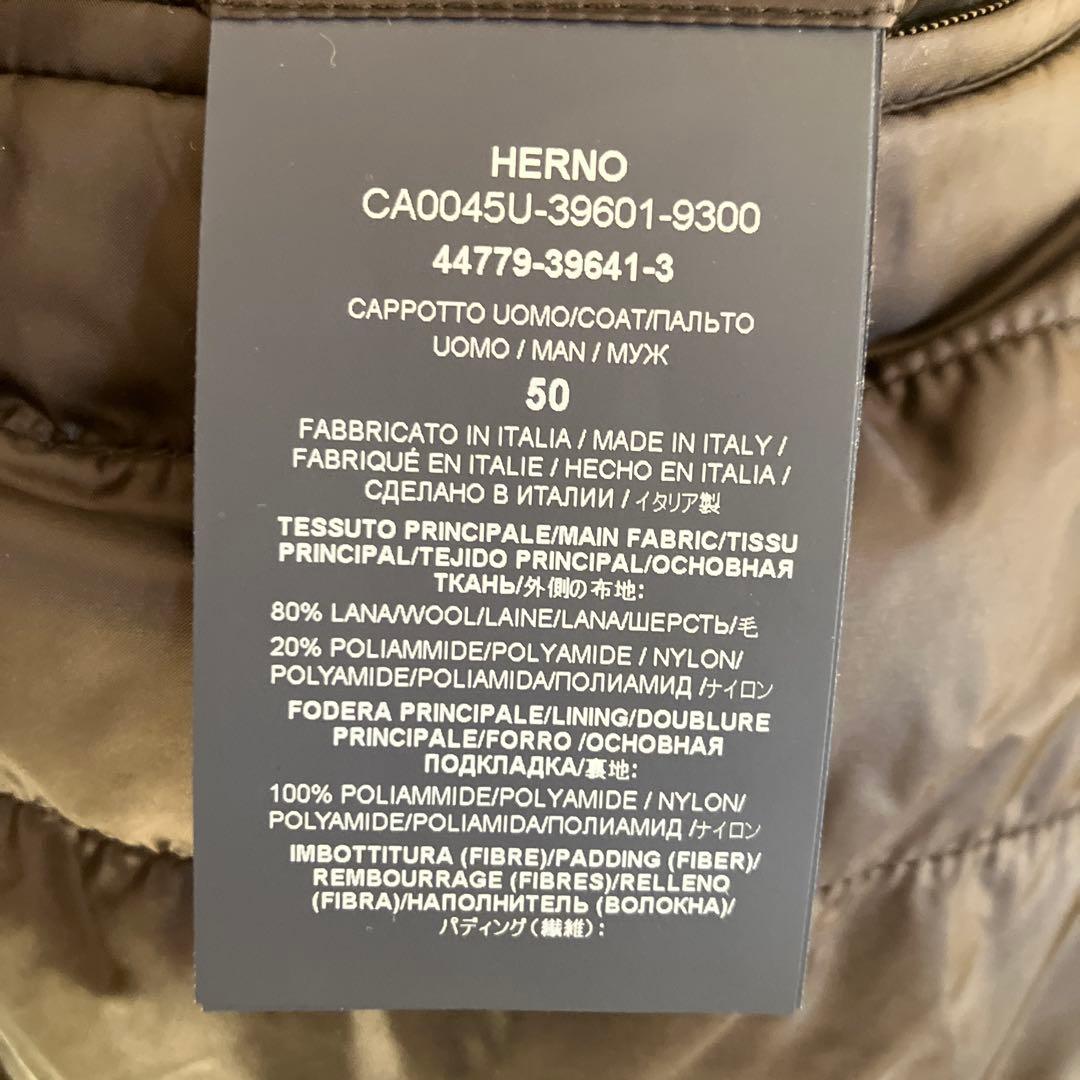 HERNO
CA0045U-39601-9300
44779-39641-3
CAPPOTTO UOMO/COAT/ПАЛЬТО
UOMO / MAN / МУЖ
50
FABBRICATO IN ITALIA / MADE IN ITALY /
FABRIQUÉ EN ITALIE / HECHO EN ITALIA /
СДЕЛАНО В ИТАЛИИ / イタリア製
TESSUTO PRINCIPALE/MAIN FABRIC/TISSU
PRINCIPAL/TEJIDO PRINCIPAL/ОСНОВНАЯ
ТКАНЬ/外側の布地:
80% LANA/WOOL/LAINE/LANA/ШЕРСТЬ/毛
20% POLIAMMIDE/POLYAMIDE / NYLON/
POLYAMIDE/POLIAMIDA/ПОЛИАМИД /ナイロン
FODERA PRINCIPALE/LINING/DOUBLURE
PRINCIPALE/FORRO /ОСНОВНАЯ
ПОДКЛАДКА/裏地:
100% POLIAMMIDE/POLYAMIDE / NYLON/
POLYAMIDE/POLIAMIDA/ПОЛИАМИД /ナイロン
IMBOTTITURA (FIBRE)/PADDING (FIBER)/
REMBOURRAGE (FIBRES)/RELLENO
(FIBRA)/НАПОЛНИТЕЛЬ (ВОЛОКНА)/
パディング(繊維):